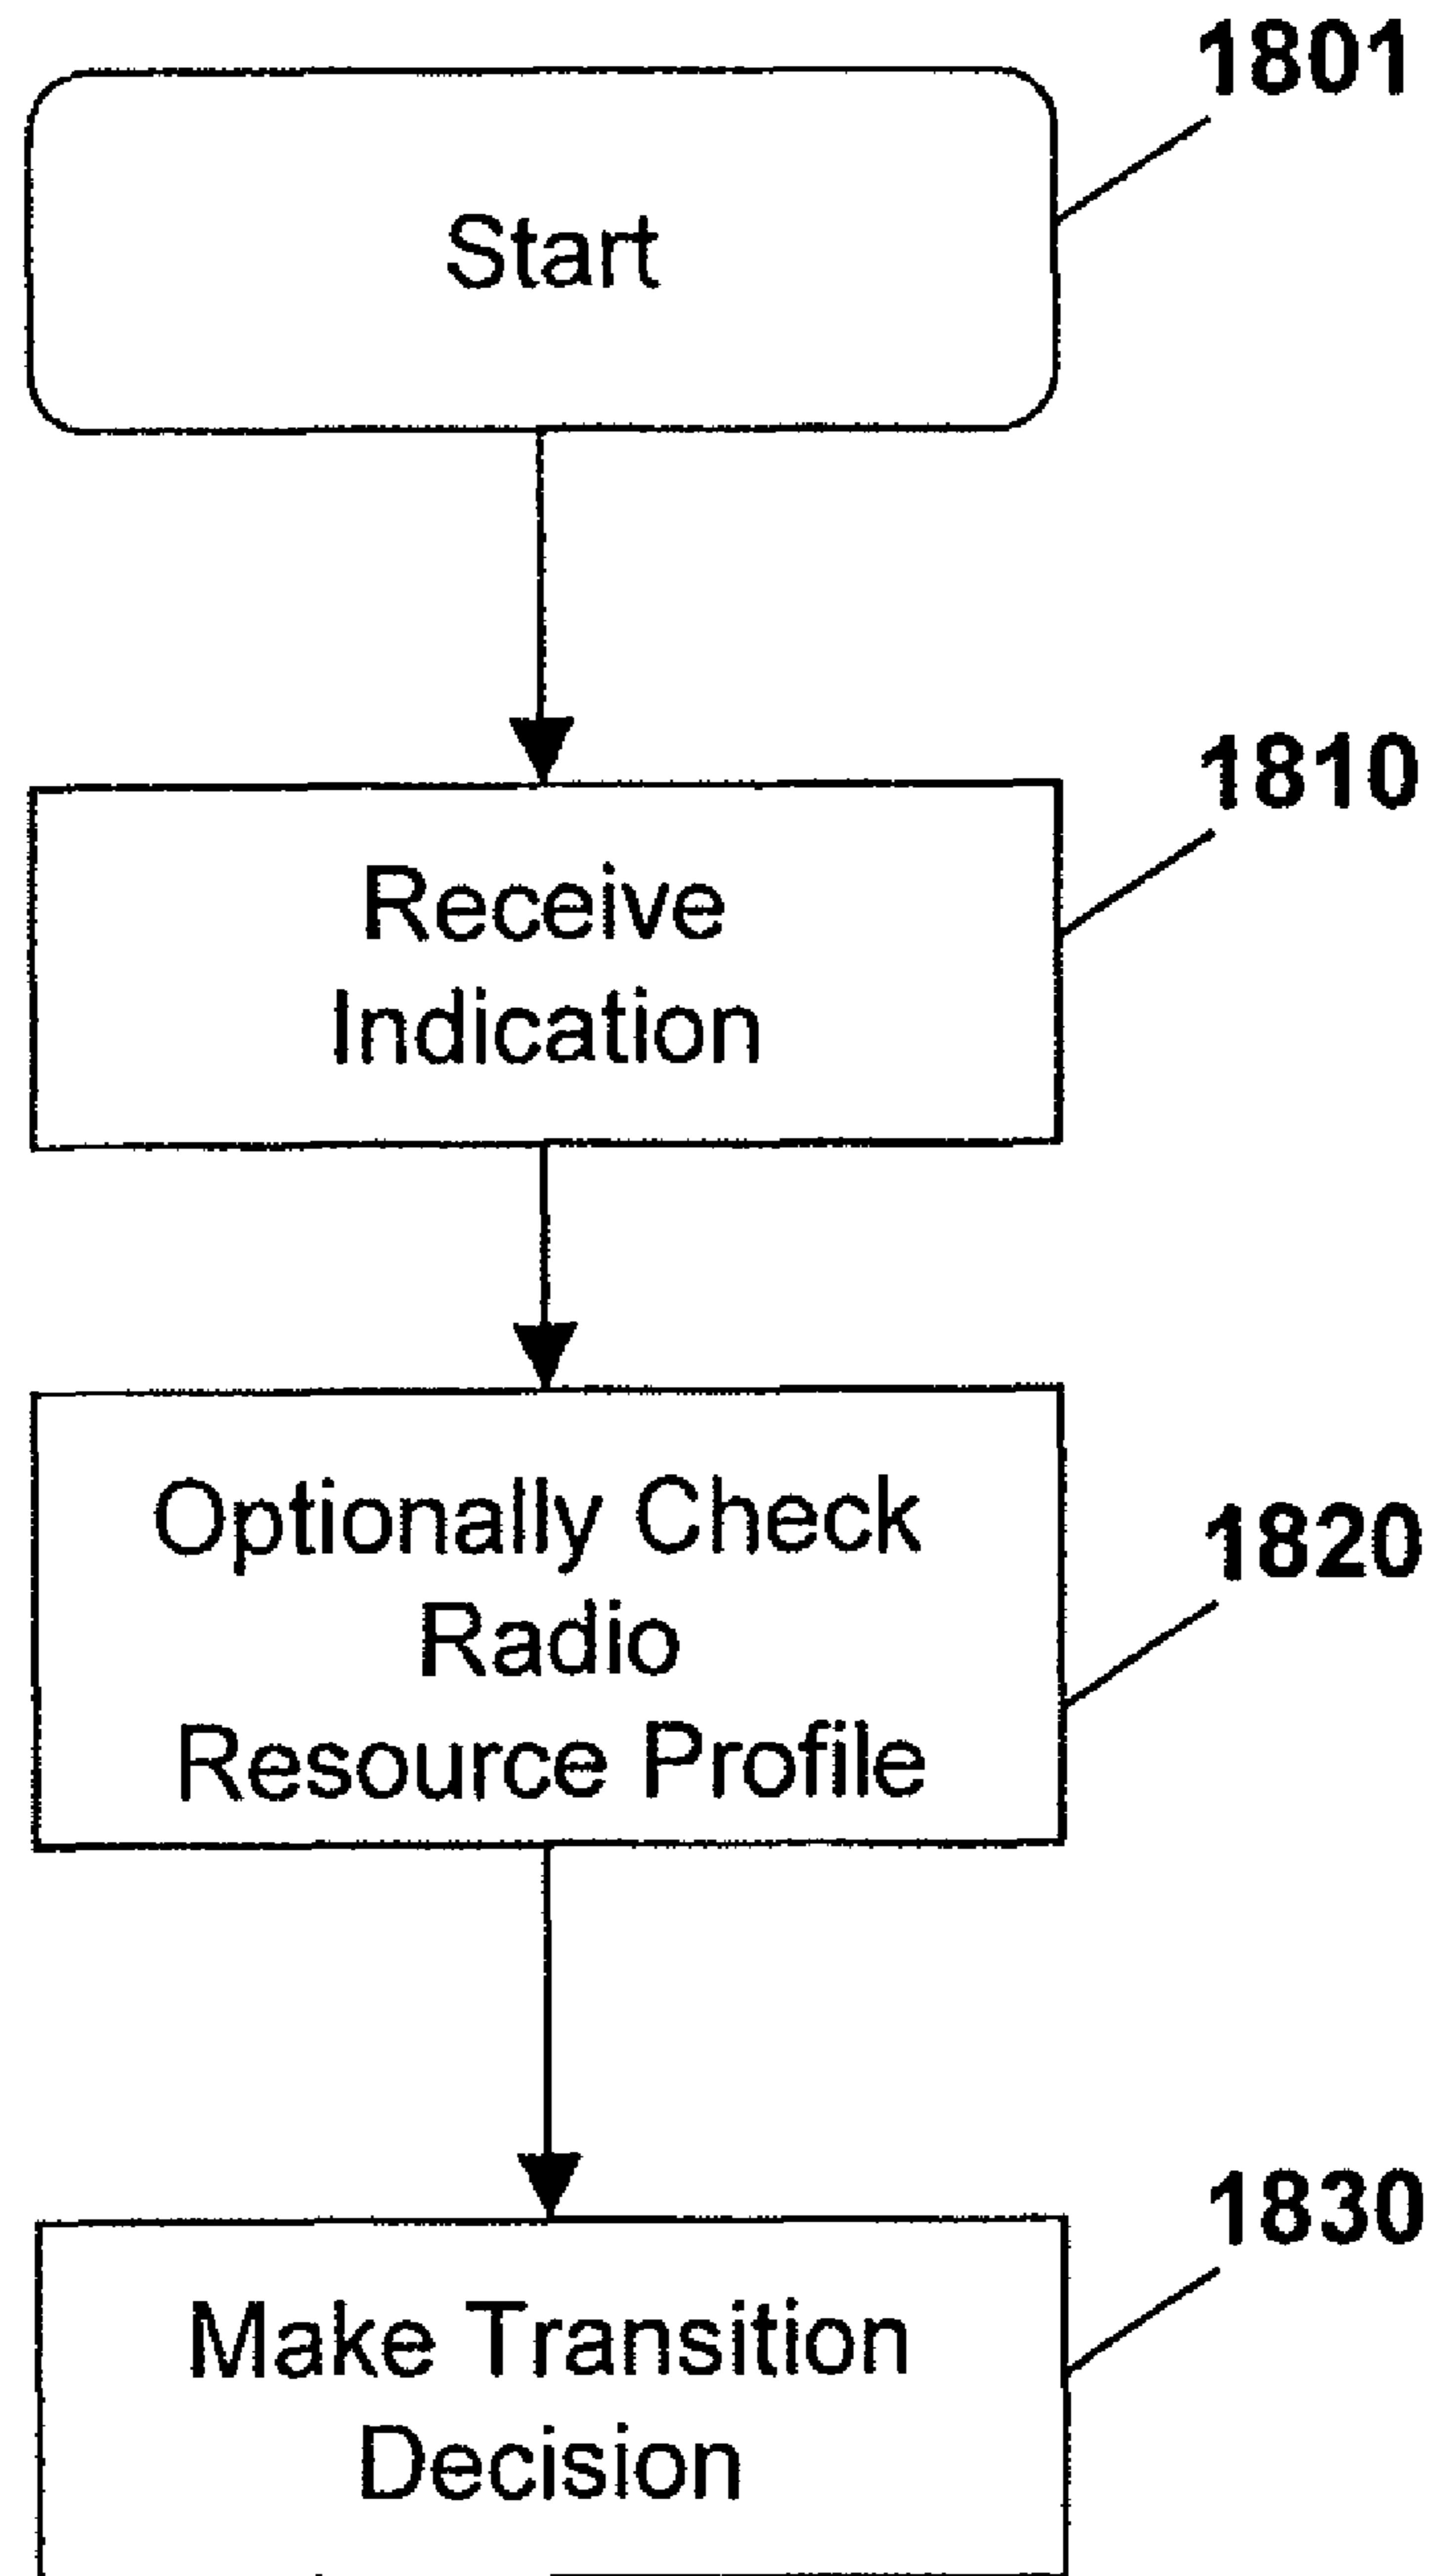 1801
Start
1810
Receive
Indication
Optionally Check
1820
Radio
Resource Profile
1830
Make Transition
Decision